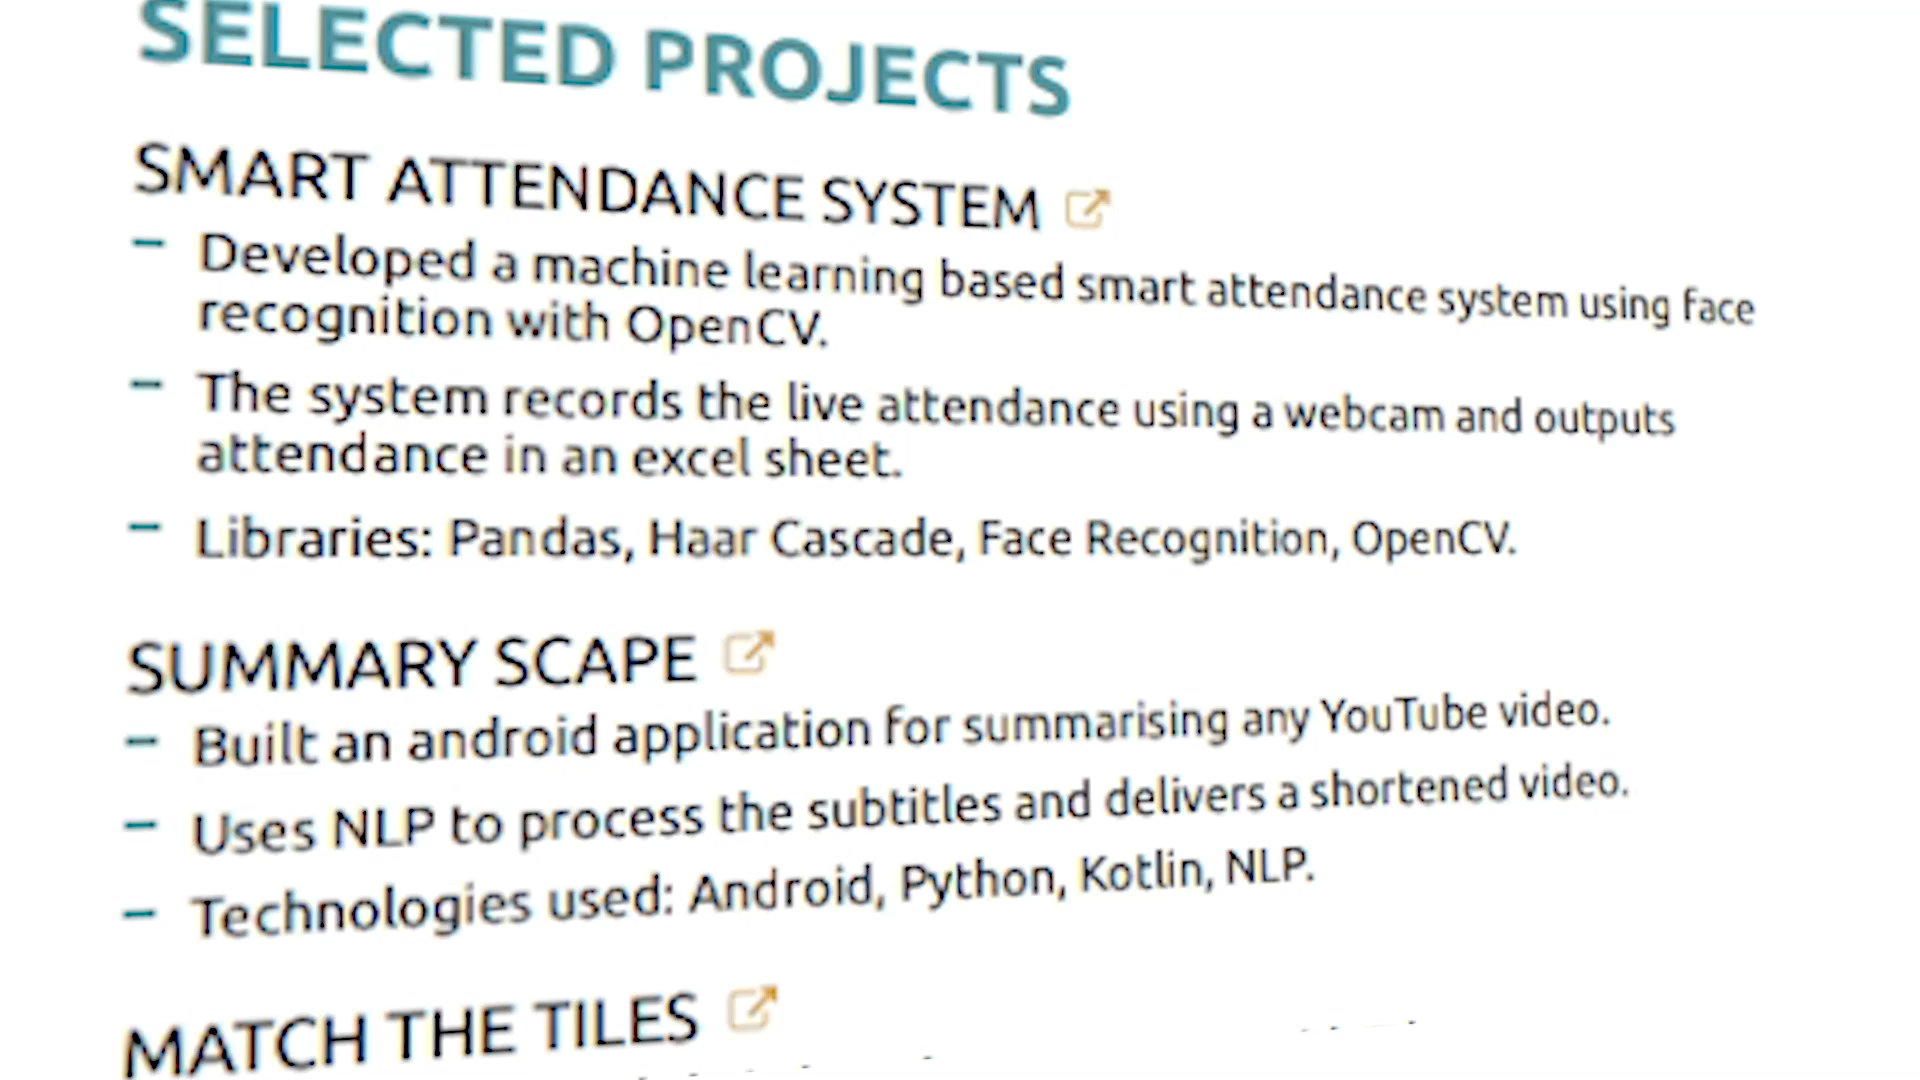 SELECTED PROJECTS
SMART ATTENDANCE SYSTEM
– Developed a machine learning based smart attendance system using face
recognition with OpenCV.
– The system records the live attendance using a webcam and outputs
attendance in an excel sheet.
– Libraries: Pandas, Haar Cascade, Face Recognition, OpenCV.
SUMMARY SCAPE
– Built an android application for summarising any YouTube video.
– Uses NLP to process the subtitles and delivers a shortened video.
– Technologies used: Android, Python, Kotlin, NLP.
MATCH THE TILES